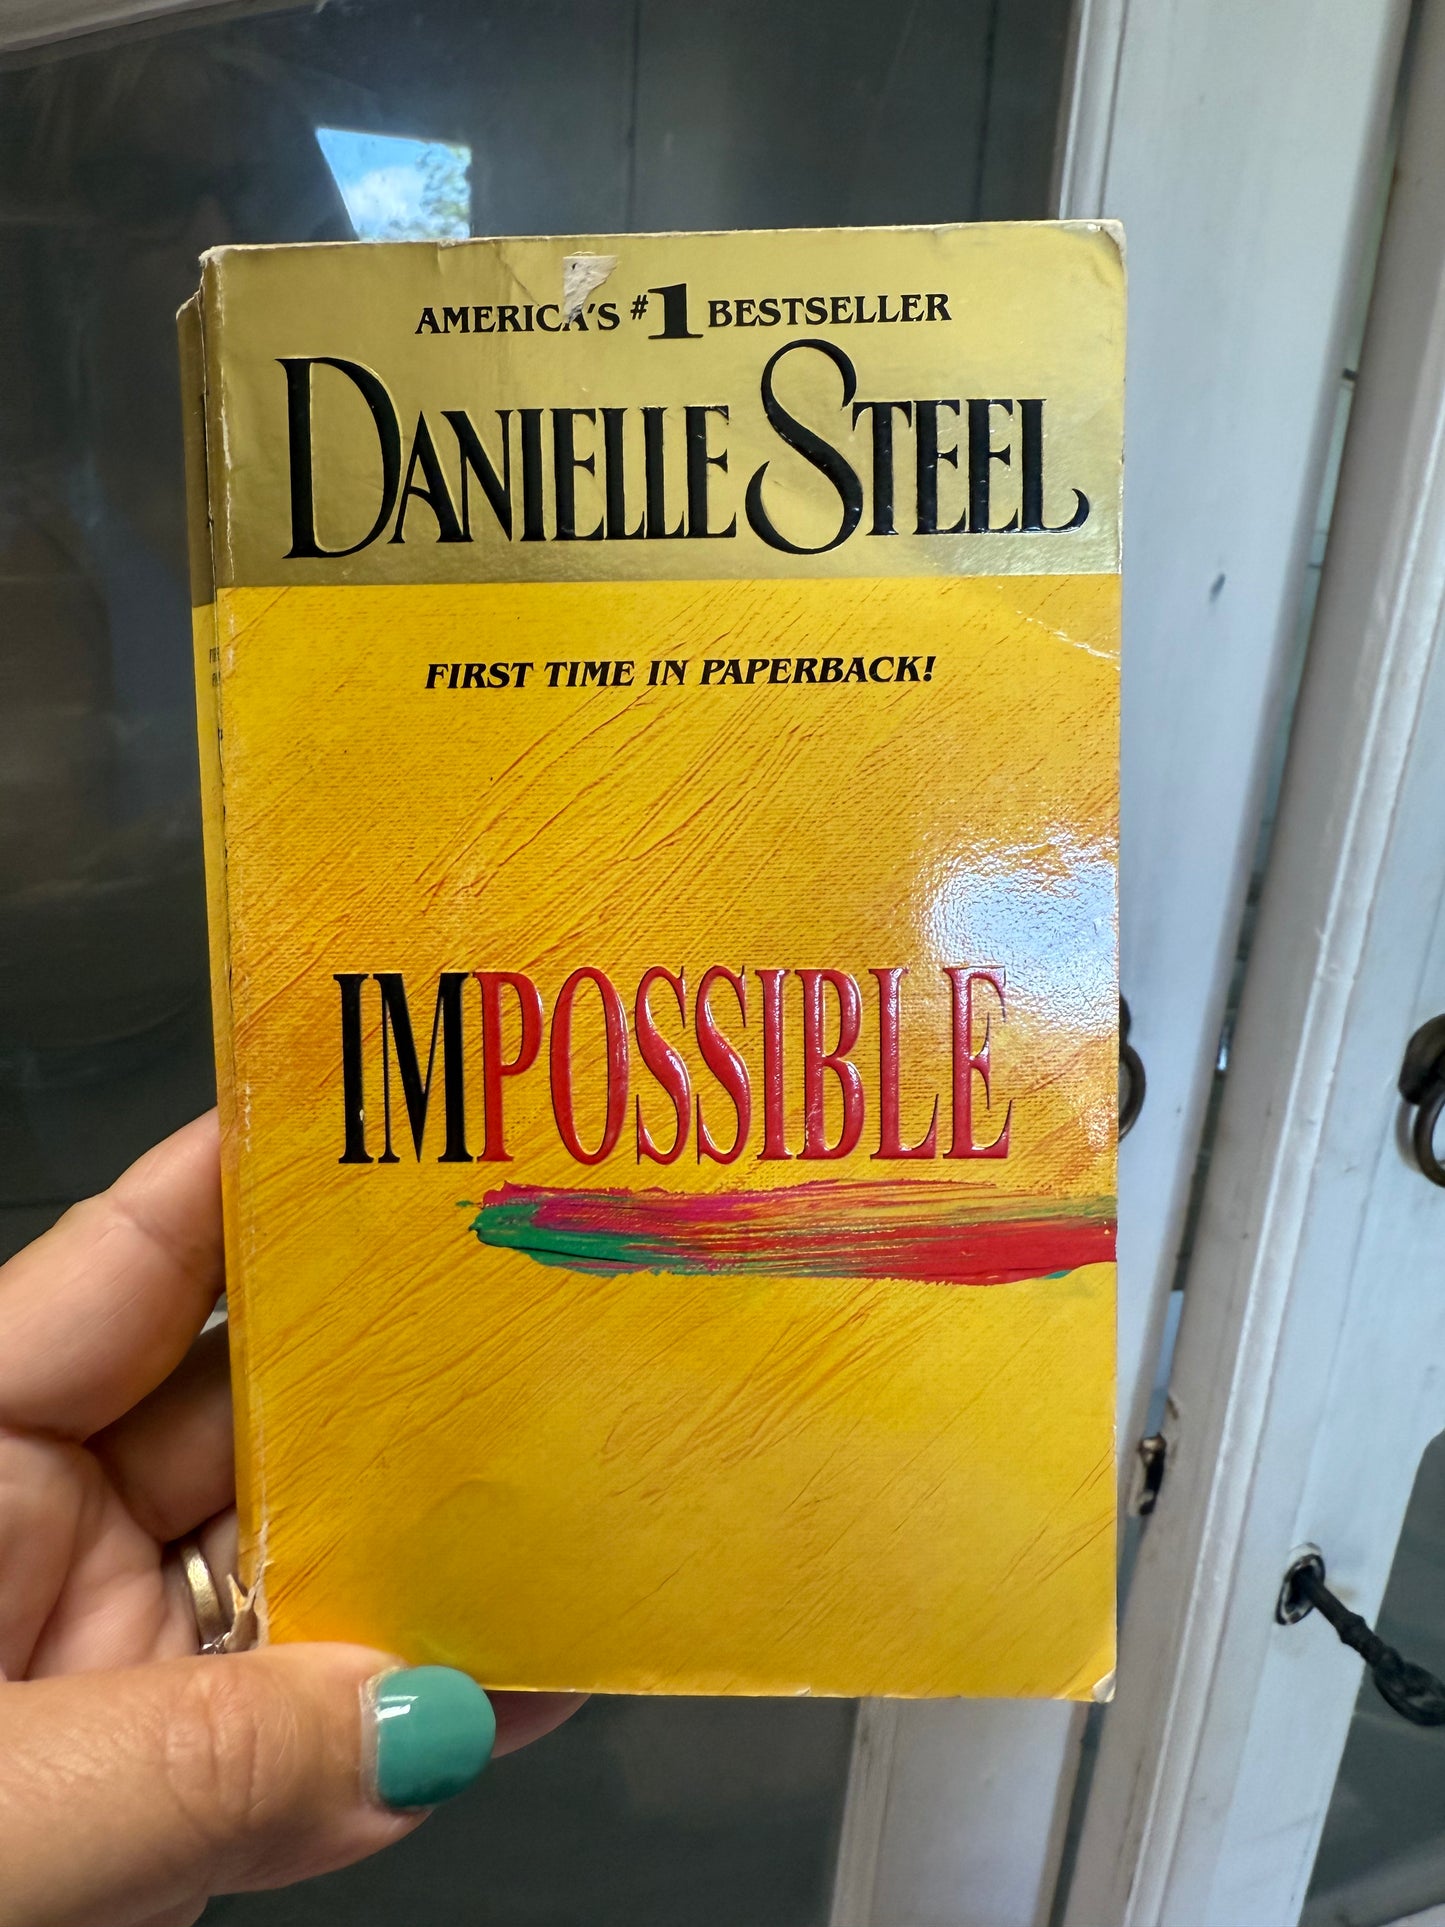 AMERICA'S #1 BESTSELLER
DANIELLE STEEL
FIRST TIME IN PAPERBACK!
IMPOSSIBLE